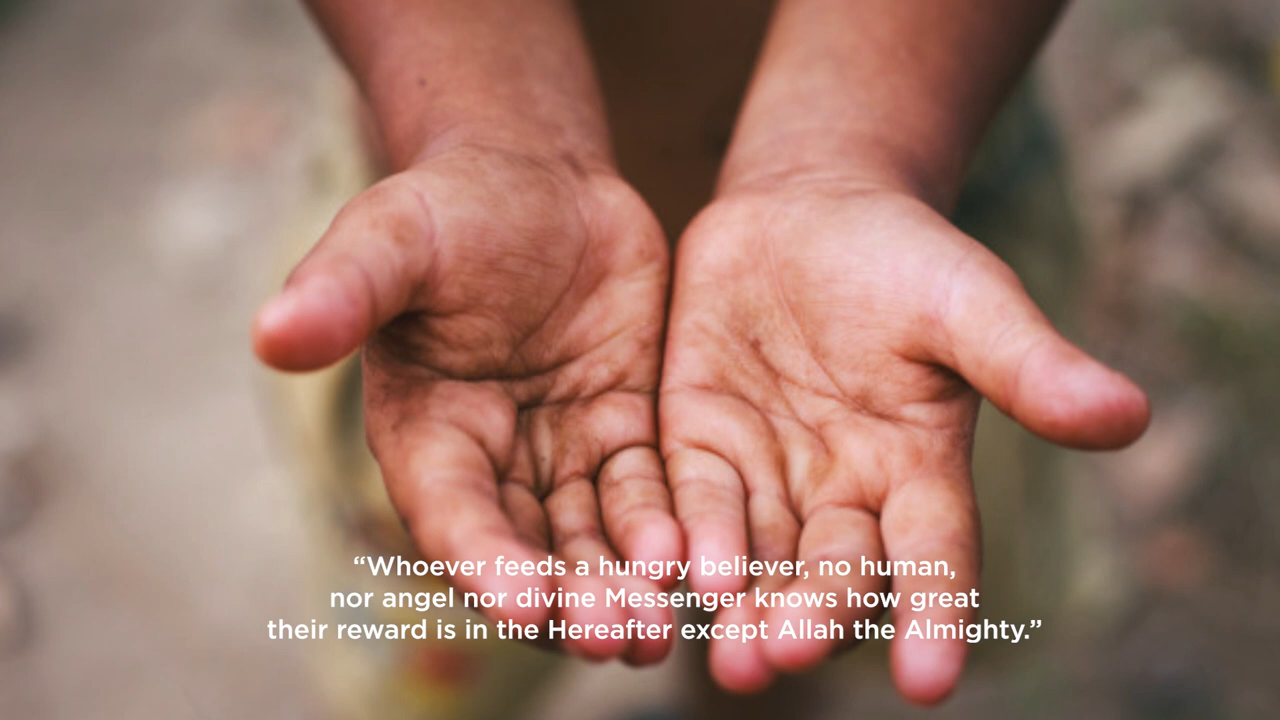 “Whoever feeds a hungry believer, no human,
nor angel nor divine Messenger knows how great
their reward is in the Hereafter except Allah the Almighty.”